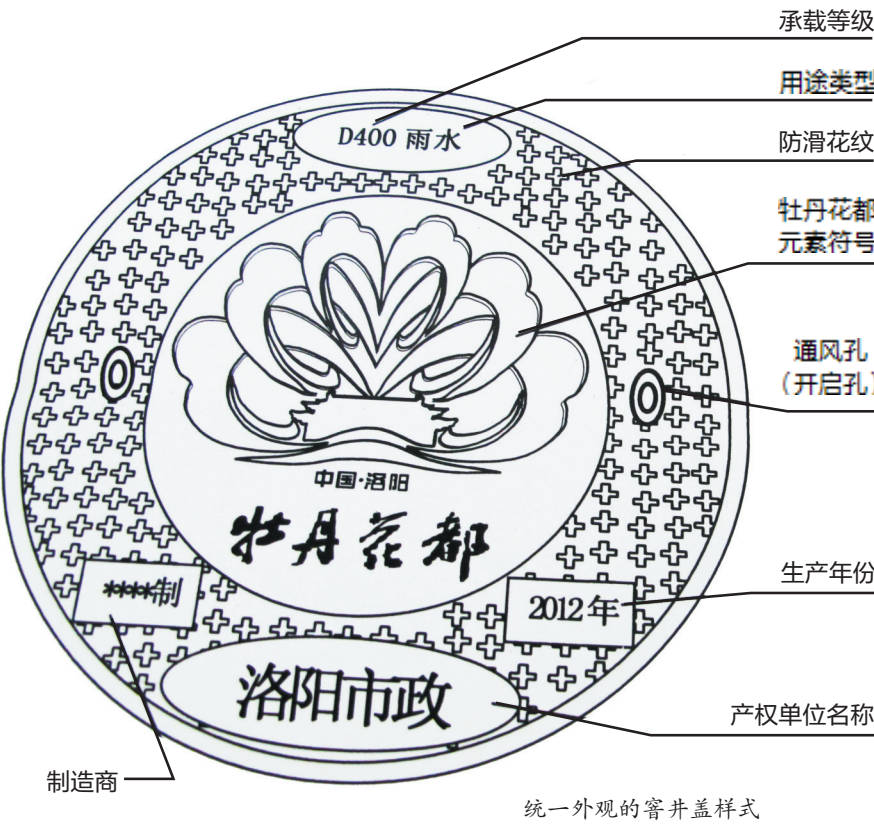 承载等级
用途类型
D400 雨水
防滑花纹
牡丹花都
元素符号
通风孔
（开启孔）
中国·洛阳
牡丹花都
****制
2012年
生产年份
洛阳市政
产权单位名称
制造商
统一外观的窨井盖样式